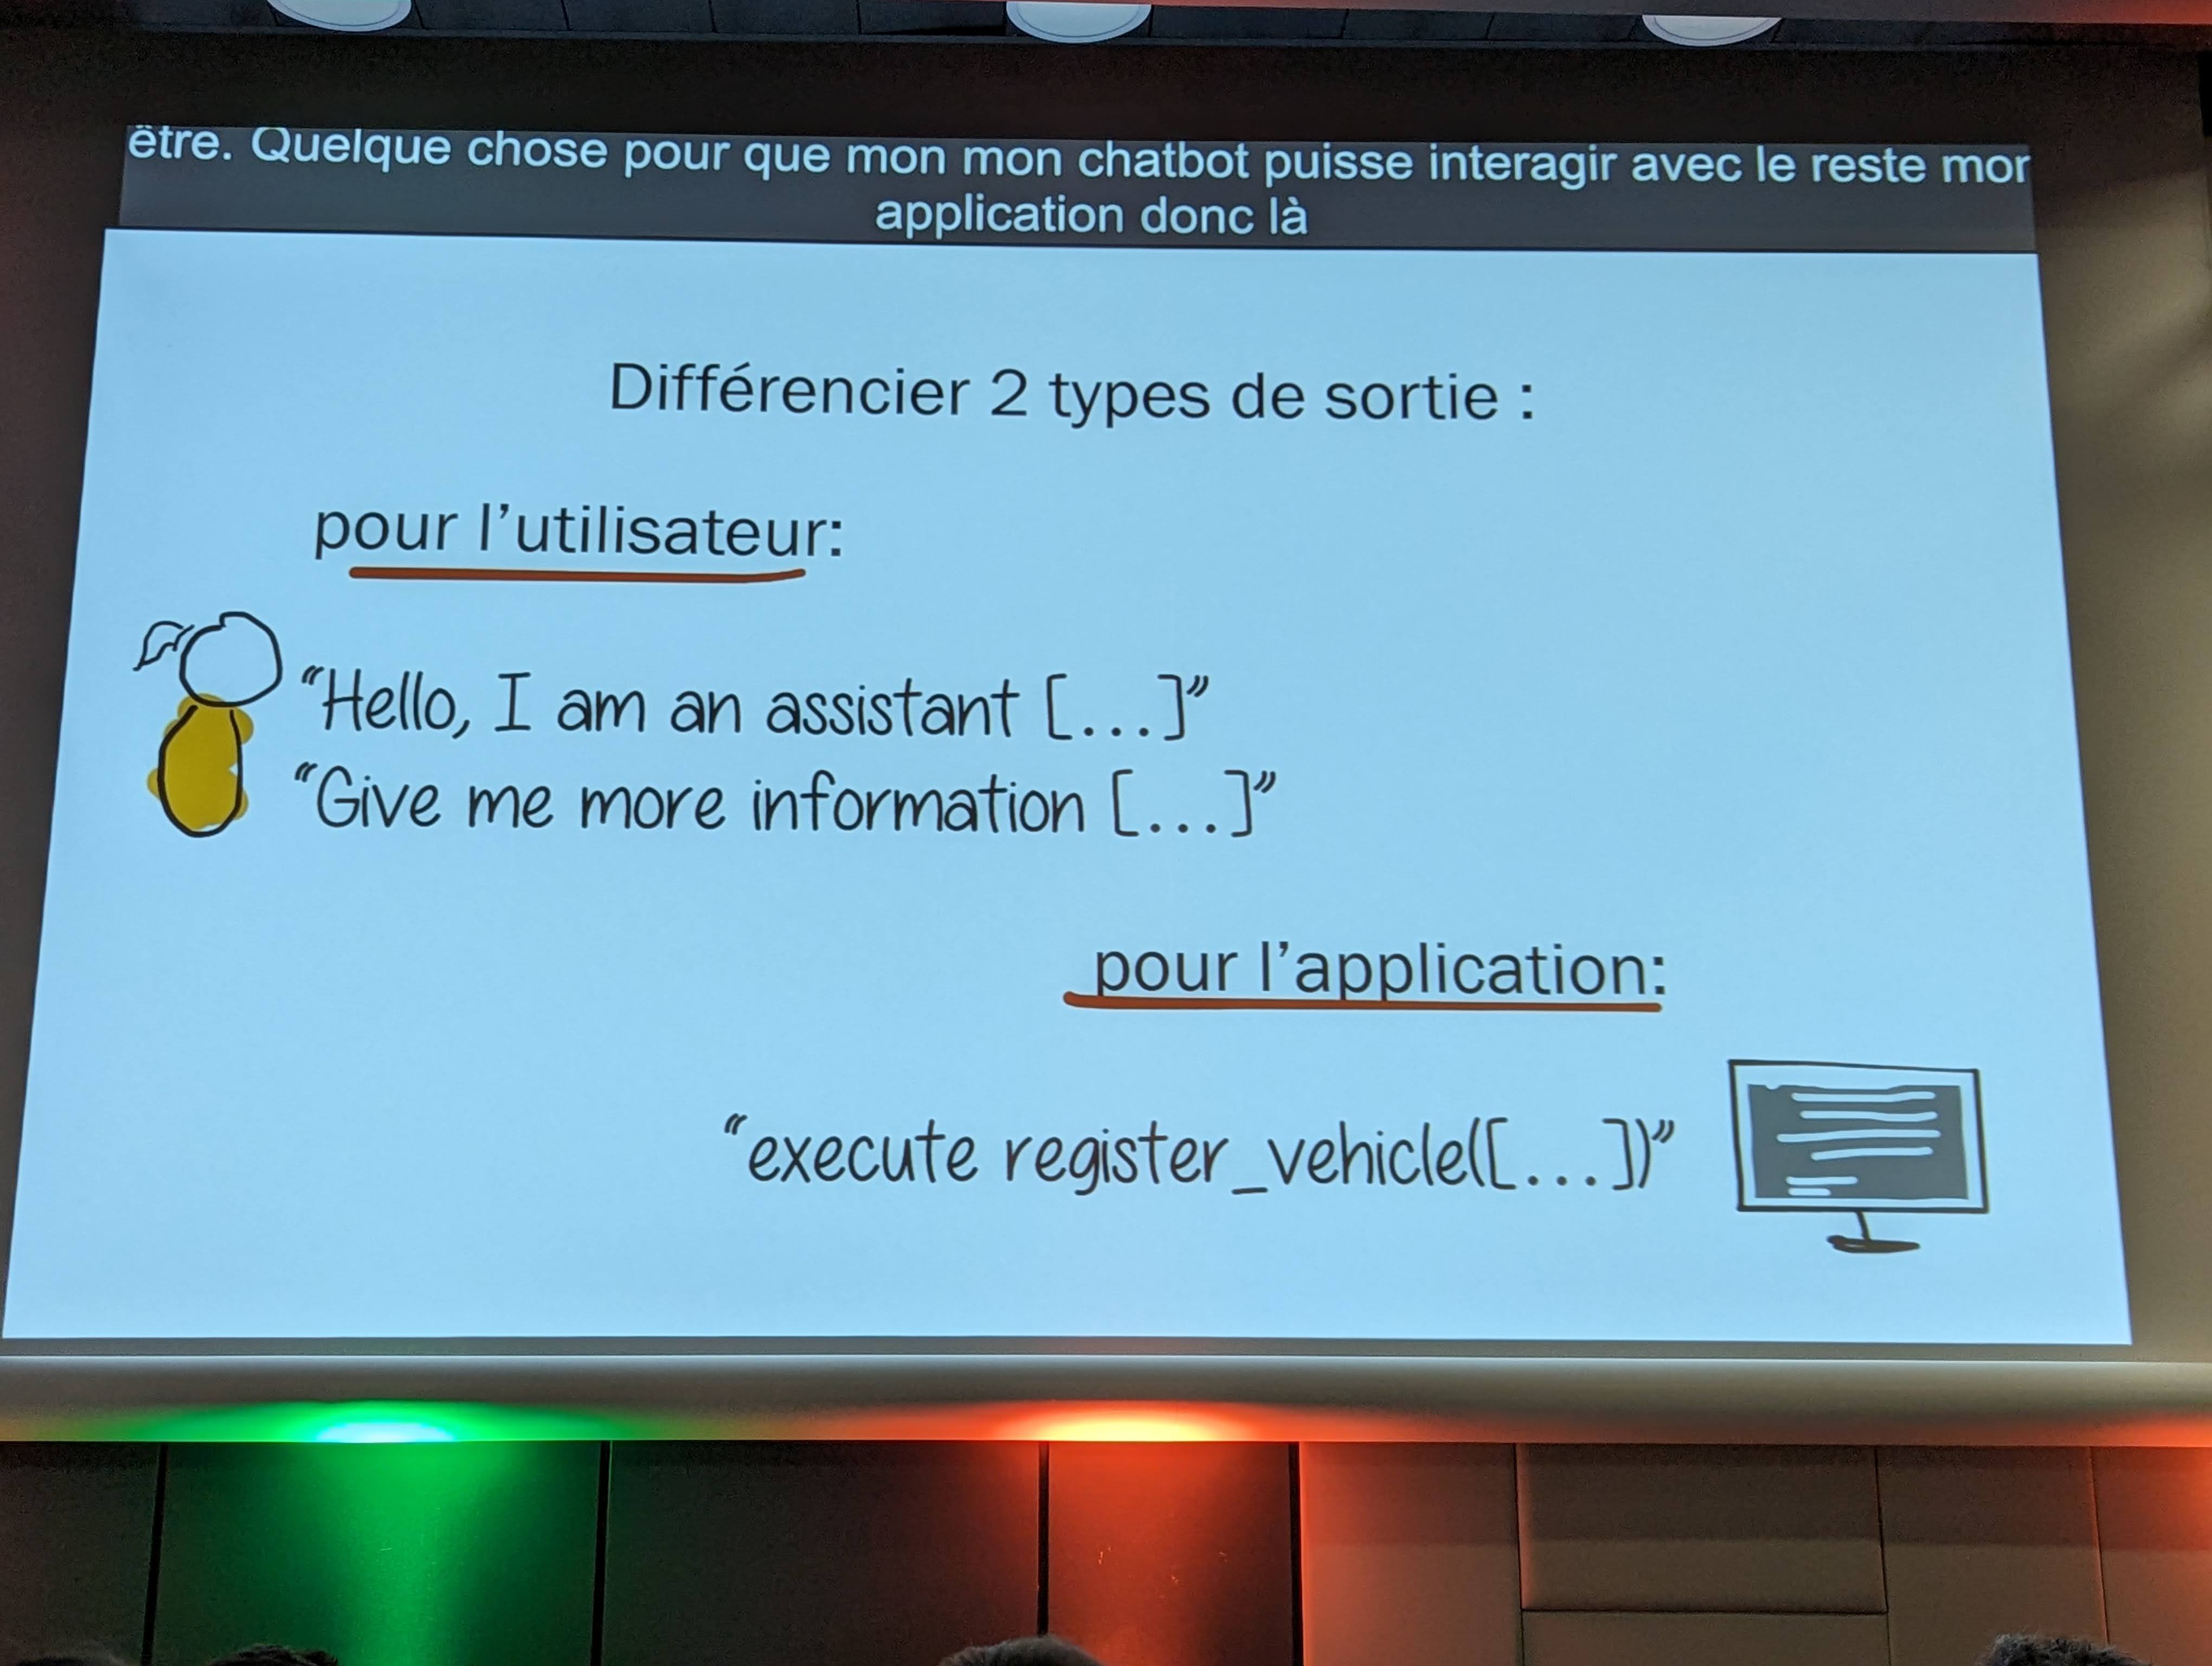 être. Quelque chose pour que mon mon chatbot puisse interagir avec le reste mor
application donc là
Différencier 2 types de sortie :
pour l’utilisateur:
“Hello, I am an assistant [...]”
“Give me more information [...]”
pour l’application:
“execute register_vehicle([...])”